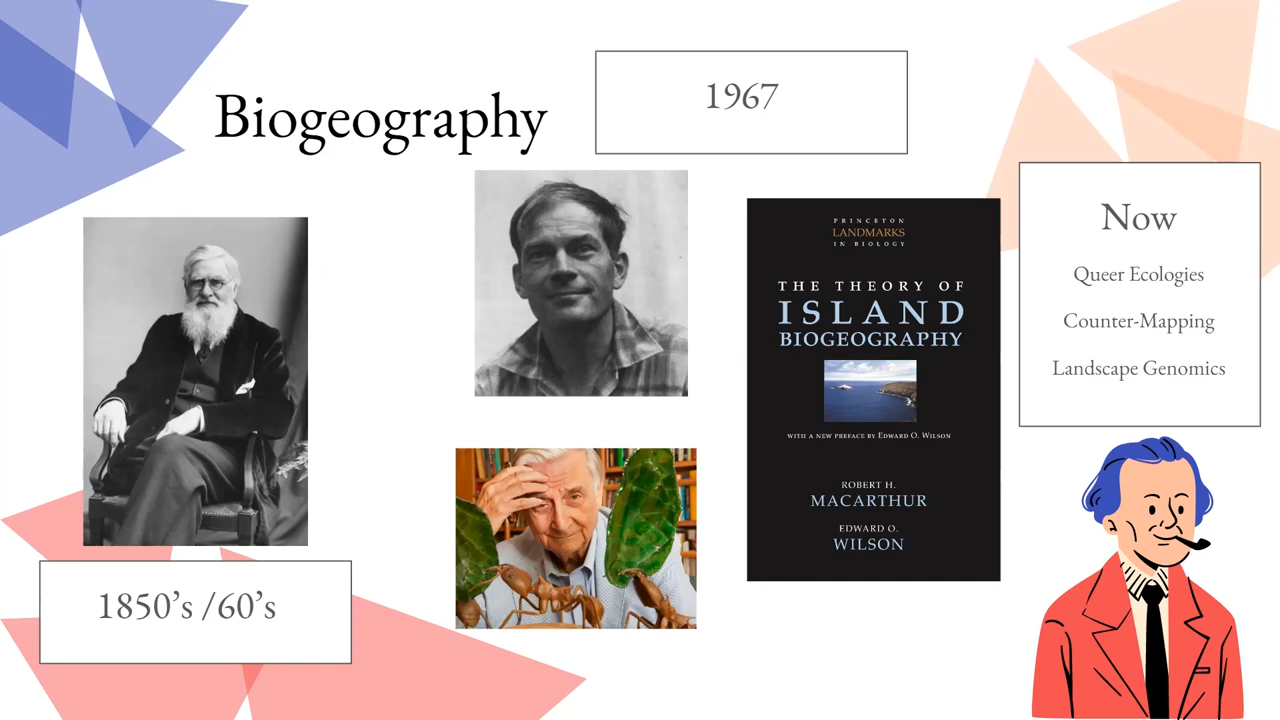 Biogeography
1967
1850's /60's
PRINCETON
LANDMARKS
IN BIOLOGY
THE THEORY OF
ISLAND
BIOGEOGRAPHY
WITH A NEW PREFACE BY EDWARD O. WILSON
ROBERT H.
MACARTHUR
EDWARD O.
WILSON
Now
Queer Ecologies
Counter-Mapping
Landscape Genomics